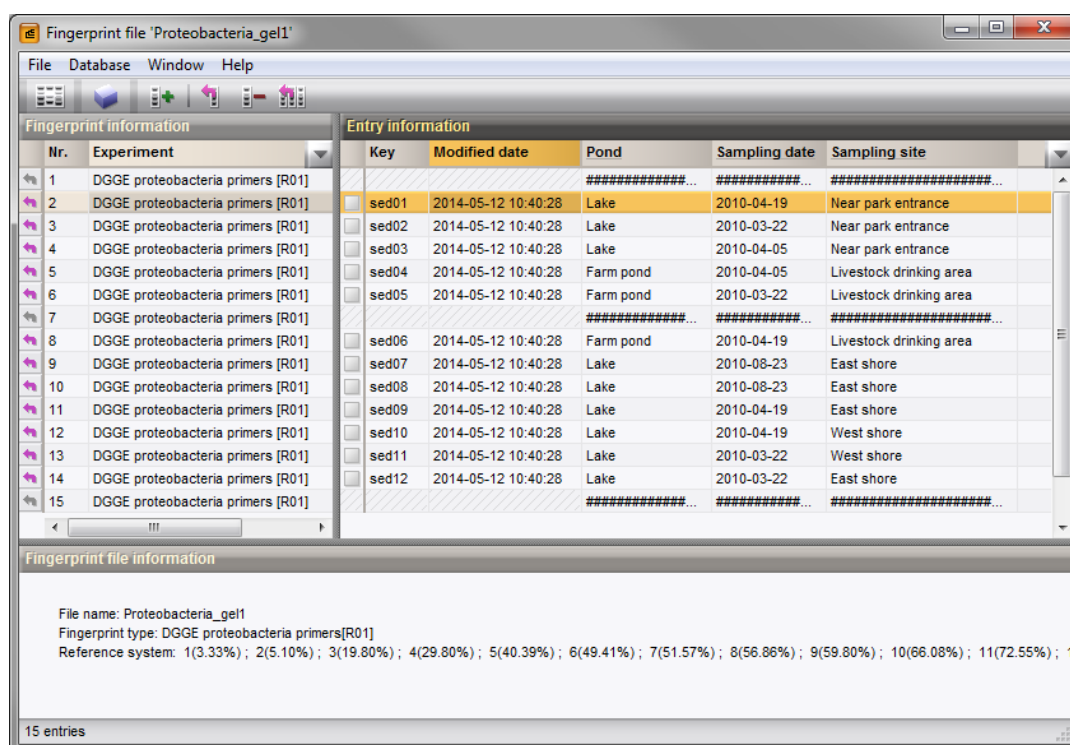 Fingerprint file 'Proteobacteria_gel1'
File Database Window Help
Fingerprint information Entry information
Nr. Experiment Key Modified date Pond Sampling date Sampling site
1 DGGE proteobacteria primers [R01] #############... ###########... #####################...
2 DGGE proteobacteria primers [R01] sed01 2014-05-12 10:40:28 Lake 2010-04-19 Near park entrance
3 DGGE proteobacteria primers [R01] sed02 2014-05-12 10:40:28 Lake 2010-03-22 Near park entrance
4 DGGE proteobacteria primers [R01] sed03 2014-05-12 10:40:28 Lake 2010-04-05 Near park entrance
5 DGGE proteobacteria primers [R01] sed04 2014-05-12 10:40:28 Farm pond 2010-04-05 Livestock drinking area
6 DGGE proteobacteria primers [R01] sed05 2014-05-12 10:40:28 Farm pond 2010-03-22 Livestock drinking area
7 DGGE proteobacteria primers [R01] #############... ###########... #####################...
8 DGGE proteobacteria primers [R01] sed06 2014-05-12 10:40:28 Farm pond 2010-04-19 Livestock drinking area
9 DGGE proteobacteria primers [R01] sed07 2014-05-12 10:40:28 Lake 2010-08-23 East shore
10 DGGE proteobacteria primers [R01] sed08 2014-05-12 10:40:28 Lake 2010-08-23 East shore
11 DGGE proteobacteria primers [R01] sed09 2014-05-12 10:40:28 Lake 2010-04-19 East shore
12 DGGE proteobacteria primers [R01] sed10 2014-05-12 10:40:28 Lake 2010-04-19 West shore
13 DGGE proteobacteria primers [R01] sed11 2014-05-12 10:40:28 Lake 2010-03-22 West shore
14 DGGE proteobacteria primers [R01] sed12 2014-05-12 10:40:28 Lake 2010-03-22 East shore
15 DGGE proteobacteria primers [R01] #############... ###########... #####################...
Fingerprint file information
File name: Proteobacteria_gel1
Fingerprint type: DGGE proteobacteria primers[R01]
Reference system: 1(3.33%) ; 2(5.10%) ; 3(19.80%) ; 4(29.80%) ; 5(40.39%) ; 6(49.41%) ; 7(51.57%) ; 8(56.86%) ; 9(59.80%) ; 10(66.08%) ; 11(72.55%) ;
15 entries